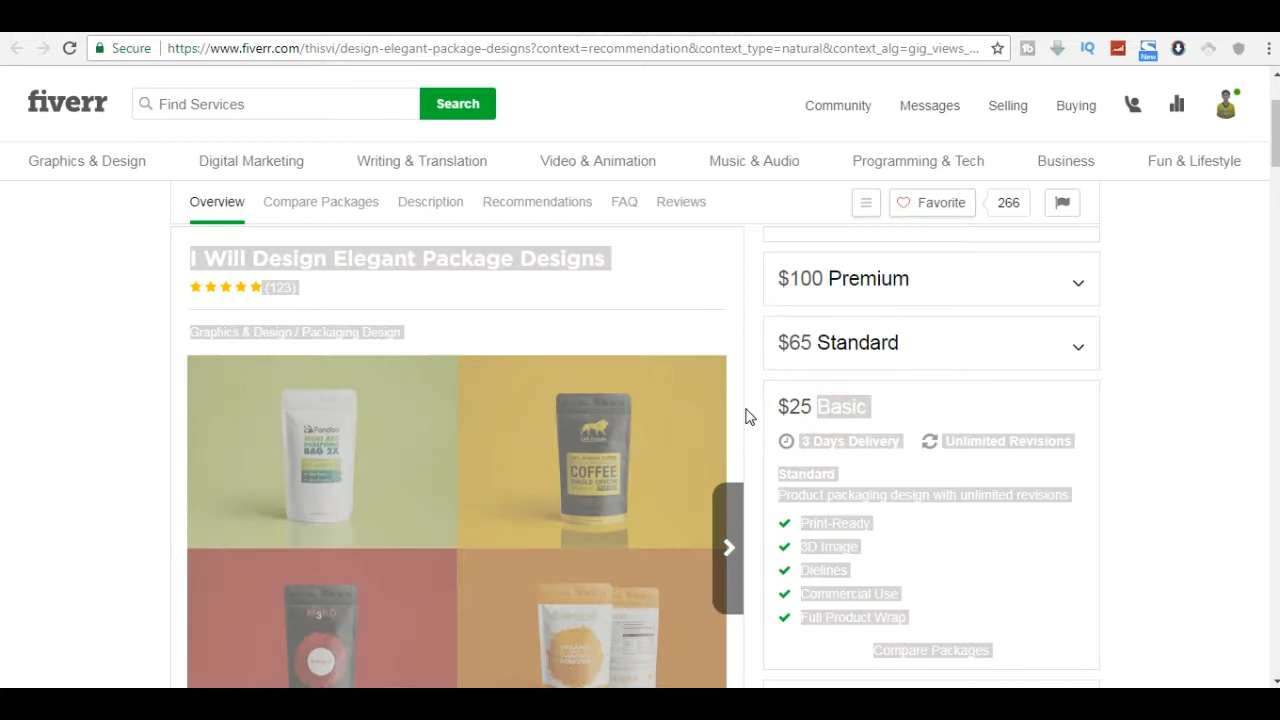 Secure https://www.fiverr.com/thisvi/design-elegant-package-designs?context=recommendation&context_type=natural&context_alg=gig_views_...
New
fiverr
Find Services
Search
Community
Messages
Selling
Buying
Graphics & Design
Digital Marketing
Writing & Translation
Video & Animation
Music & Audio
Programming & Tech
Business
Fun & Lifestyle
Overview
Compare Packages
Description
Recommendations
FAQ
Reviews
Favorite
266
I Will Design Elegant Package Designs
(123)
Graphics & Design / Packaging Design
Pandoo
BAG 2X
COFFEE
$100 Premium
$65 Standard
$25 Basic
3 Days Delivery
Unlimited Revisions
Standard
Product packaging design with unlimited revisions
Print-Ready
3D Image
Dielines
Commercial Use
Full Product Wrap
Compare Packages